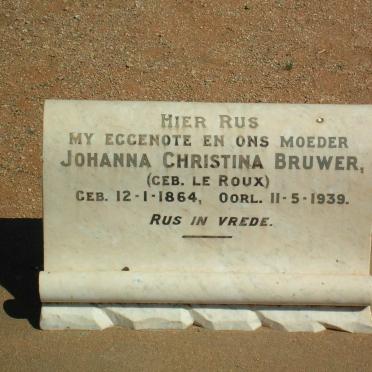 HIER RUS
MY EGGENOTE EN ONS MOEDER
JOHANNA CHRISTINA BRUWER,
(GEB. LE ROUX)
GEB. 12-1-1864, OORL. 11-5-1939.
RUS IN VREDE.